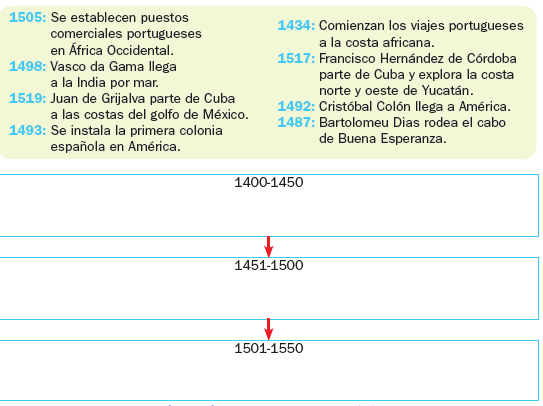 1505: Se establecen puestos
comerciales portugueses
en África Occidental.
1498: Vasco da Gama llega
a la India por mar.
1519: Juan de Grijalva parte de Cuba
a las costas del golfo de México.
1493: Se instala la primera colonia
española en América.
1434: Comienzan los viajes portugueses
a la costa africana.
1517: Francisco Hernández de Córdoba
parte de Cuba y explora la costa
norte y oeste de Yucatán.
1492: Cristóbal Colón llega a América.
1487: Bartolomeu Dias rodea el cabo
de Buena Esperanza.
1400-1450
1451-1500
1501-1550